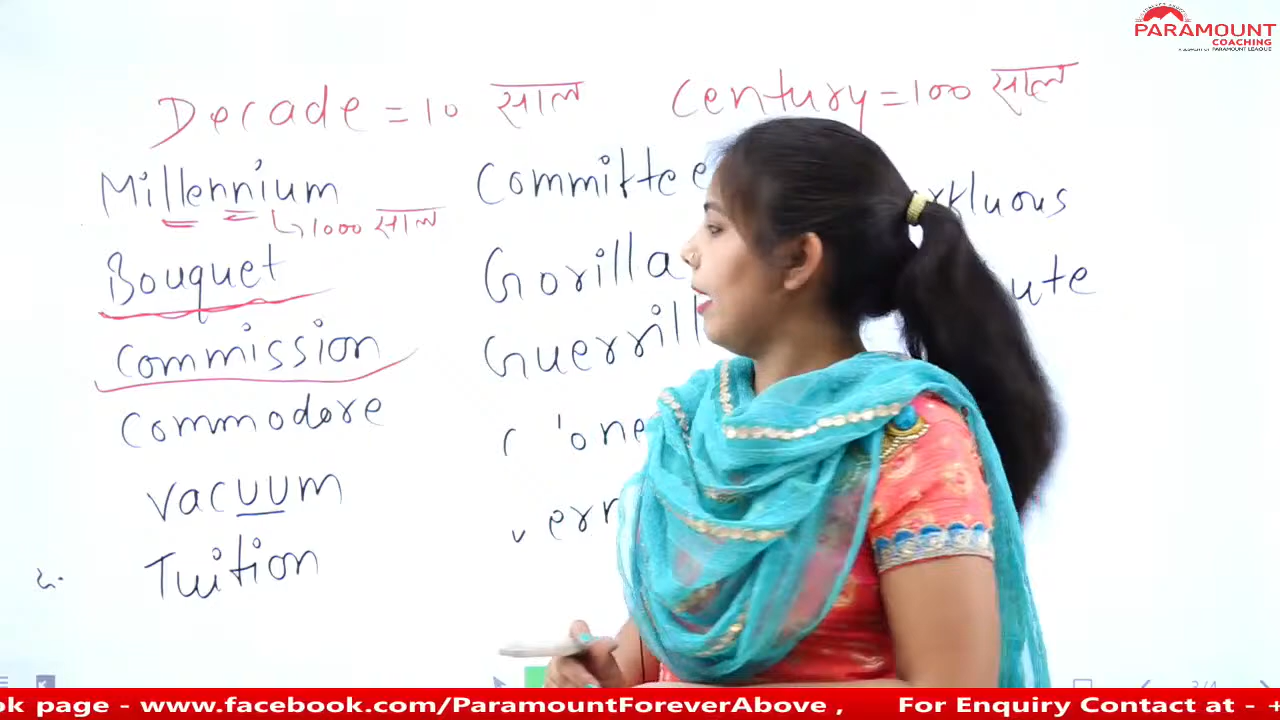 PARAMOUNT
COACHING
Decade = 10 साल
Century = 100 साल
Millennium
1000 साल
Committee
Bouquet
Gorilla
Commission
Commodore
Vacuum
Tuition
page - www.facebook.com/ParamountForeverAbove , For Enquiry Contact at - +